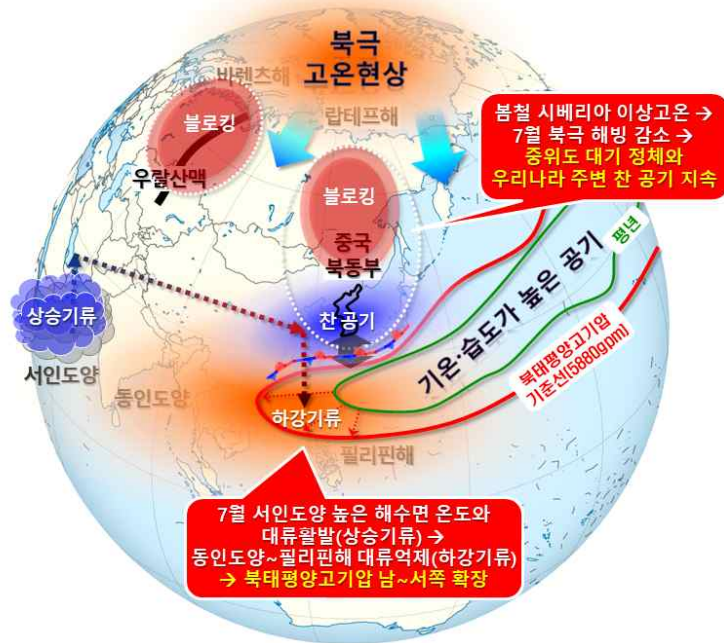 북극
고온현상
바렌츠해
랍테프해
블로킹
우랄산맥
봄철 시베리아 이상고온 →
7월 북극 해빙 감소 →
중위도 대기 정체와
우리나라 주변 찬 공기 지속
블로킹
중국
북동부
찬 공기
평년
기온·습도가 높은 공기
북태평양고기압
기준선(5880gpm)
상승기류
서인도양
동인도양
하강기류
필리핀해
7월 서인도양 높은 해수면 온도와
대류활발(상승기류) →
동인도양~필리핀해 대류억제(하강기류)
→ 북태평양고기압 남~서쪽 확장